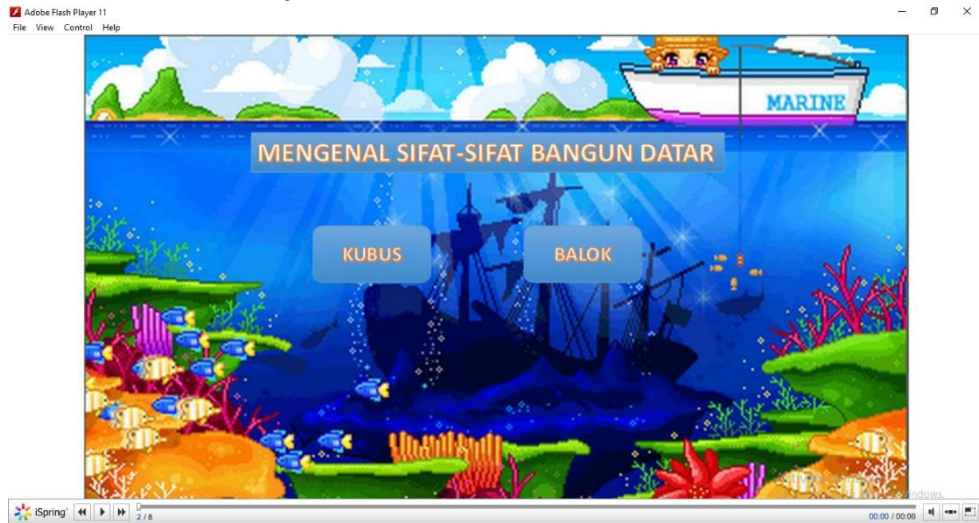 Adobe Flash Player 11
File View Control Help
MARINE
MENGENAL SIFAT-SIFAT BANGUN DATAR
KUBUS
BALOK
iSpring
2 / 8
00:00 / 00:06